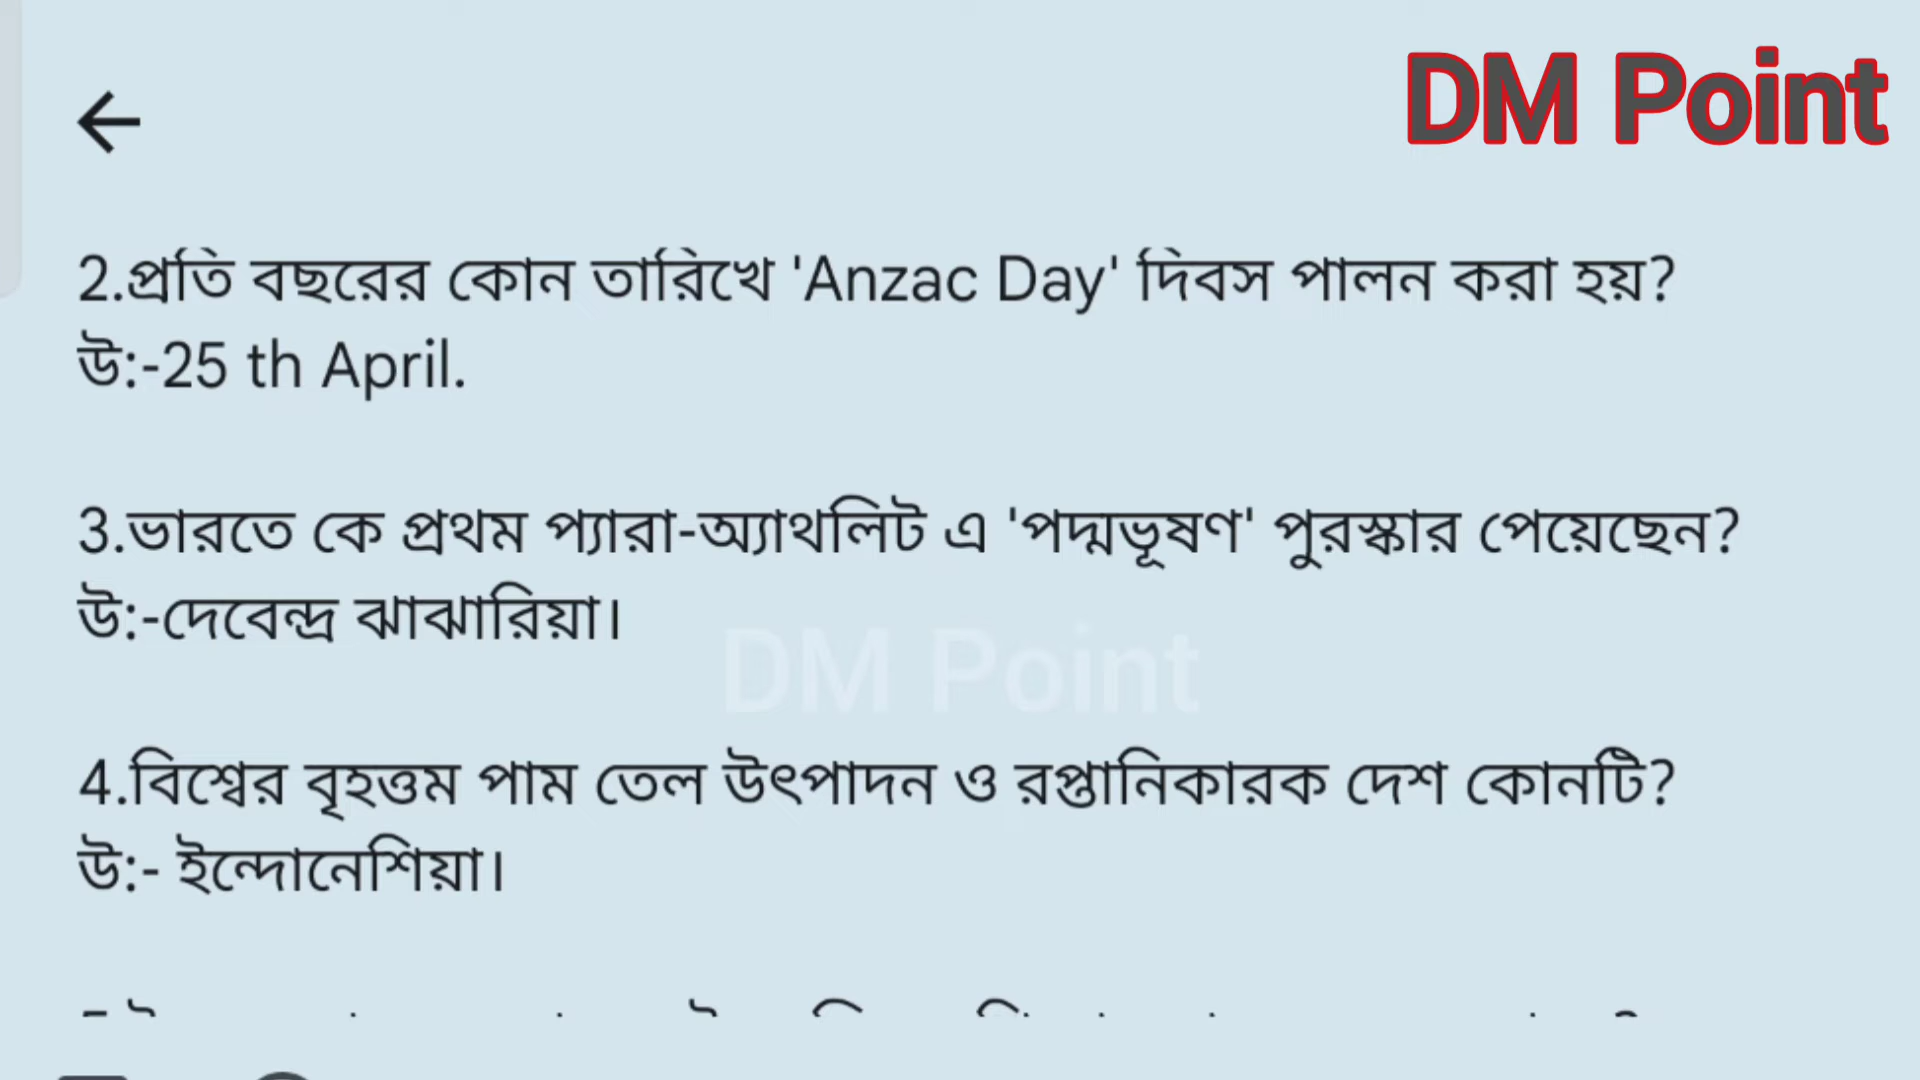 DM Point
2.প্রতি বছরের কোন তারিখে 'Anzac Day' দিবস পালন করা হয়?
উ:-25 th April.
3.ভারতে কে প্রথম প্যারা-অ্যাথলিট এ 'পদ্মভূষণ' পুরস্কার পেয়েছেন?
উ:-দেবেন্দ্র ঝাঝারিয়া।
DM Point
4.বিশ্বের বৃহত্তম পাম তেল উৎপাদন ও রপ্তানিকারক দেশ কোনটি?
উ:- ইন্দোনেশিয়া।